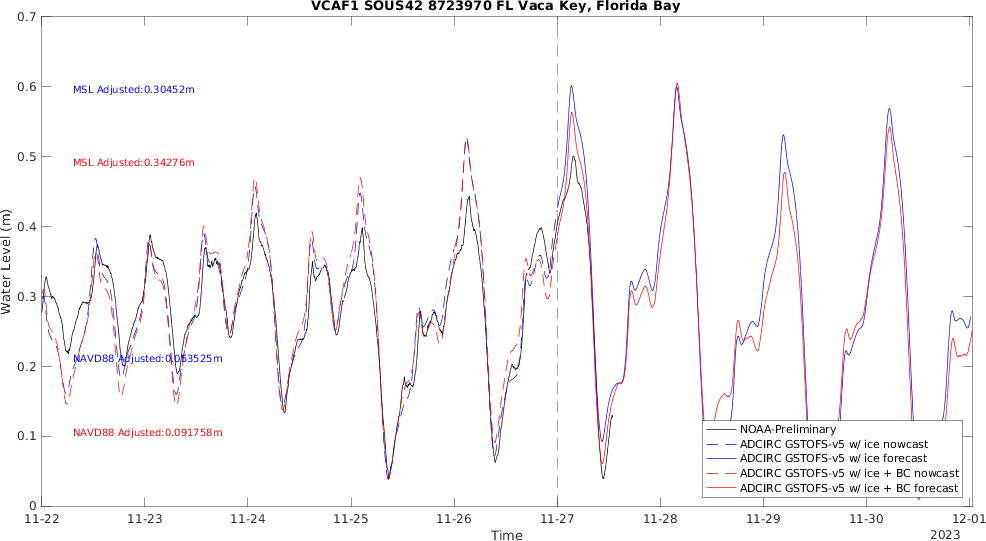 VCAF1 SOUS42 8723970 FL Vaca Key, Florida Bay
0.7
0.6
0.5
0.4
0.3
0.2
0.1
0
Water Level (m)
MSL Adjusted:0.30452m
MSL Adjusted:0.34276m
NAVD88 Adjusted:0.053525m
NAVD88 Adjusted:0.091758m
NOAA-Preliminary
ADCIRC GSTOFS-v5 w/ ice nowcast
ADCIRC GSTOFS-v5 w/ ice forecast
ADCIRC GSTOFS-v5 w/ ice + BC nowcast
ADCIRC GSTOFS-v5 w/ ice + BC forecast
11-22 11-23 11-24 11-25 11-26 11-27 11-28 11-29 11-30 12-01
Time
2023